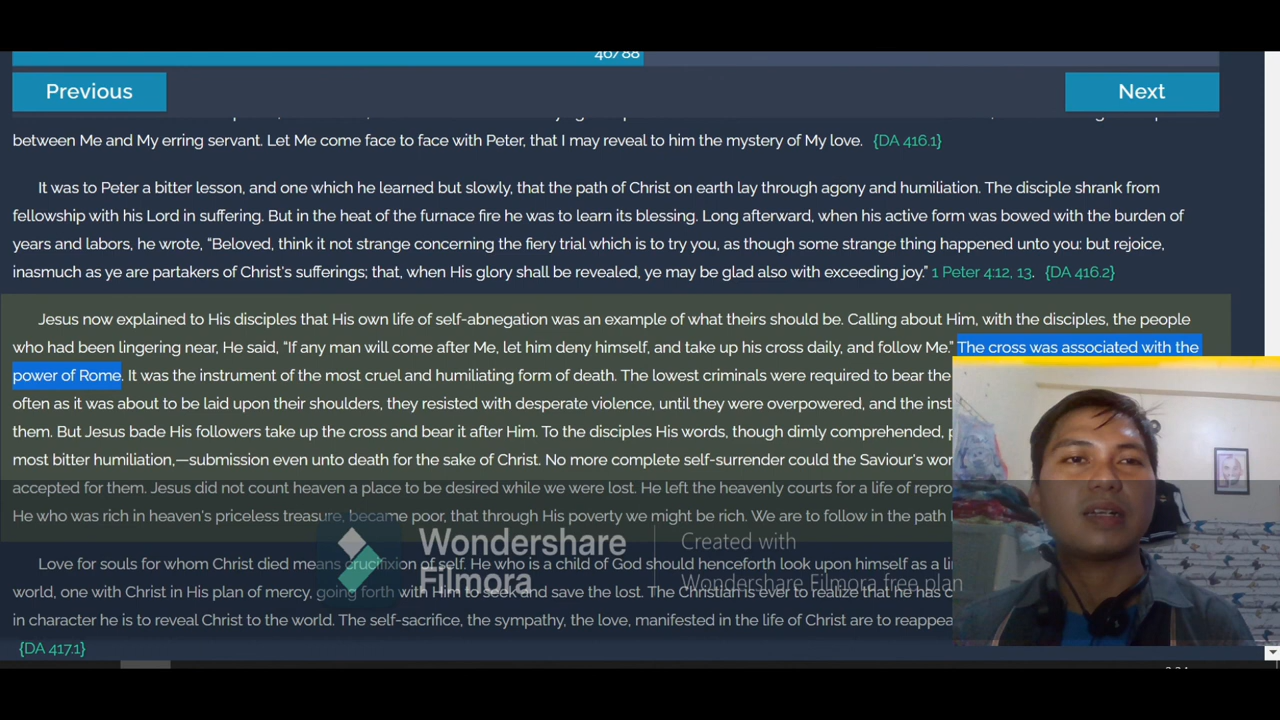 46/88
Previous
Next
between Me and My erring servant. Let Me come face to face with Peter, that I may reveal to him the mystery of My love. {DA 416.1}
It was to Peter a bitter lesson, and one which he learned but slowly, that the path of Christ on earth lay through agony and humiliation. The disciple shrank from
fellowship with his Lord in suffering. But in the heat of the furnace fire he was to learn its blessing. Long afterward, when his active form was bowed with the burden of
years and labors, he wrote, “Beloved, think it not strange concerning the fiery trial which is to try you, as though some strange thing happened unto you: but rejoice,
inasmuch as ye are partakers of Christ's sufferings; that, when His glory shall be revealed, ye may be glad also with exceeding joy.” 1 Peter 4:12, 13. {DA 416.2}
Jesus now explained to His disciples that His own life of self-abnegation was an example of what theirs should be. Calling about Him, with the disciples, the people
who had been lingering near, He said, “If any man will come after Me, let him deny himself, and take up his cross daily, and follow Me.” The cross was associated with the
power of Rome. It was the instrument of the most cruel and humiliating form of death. The lowest criminals were required to bear the
often as it was about to be laid upon their shoulders, they resisted with desperate violence, until they were overpowered, and the
them. But Jesus bade His followers take up the cross and bear it after Him. To the disciples His words, though dimly comprehended,
most bitter humiliation,—submission even unto death for the sake of Christ. No more complete self-surrender could the Saviour's
accepted for them. Jesus did not count heaven a place to be desired while we were lost. He left the heavenly courts for a life of
He who was rich in heaven's priceless treasure, became poor, that through His poverty we might be rich. We are to follow in the path
Wondershare
Filmora
Created with
Wondershare Filmora free plan
Love for souls for whom Christ died means crucifixion of self. He who is a child of God should henceforth look upon himself as a
world, one with Christ in His plan of mercy, going forth with Him to seek and save the lost. The Christian is ever to realize that he has
in character he is to reveal Christ to the world. The self-sacrifice, the sympathy, the love, manifested in the life of Christ are to
{DA 417.1}